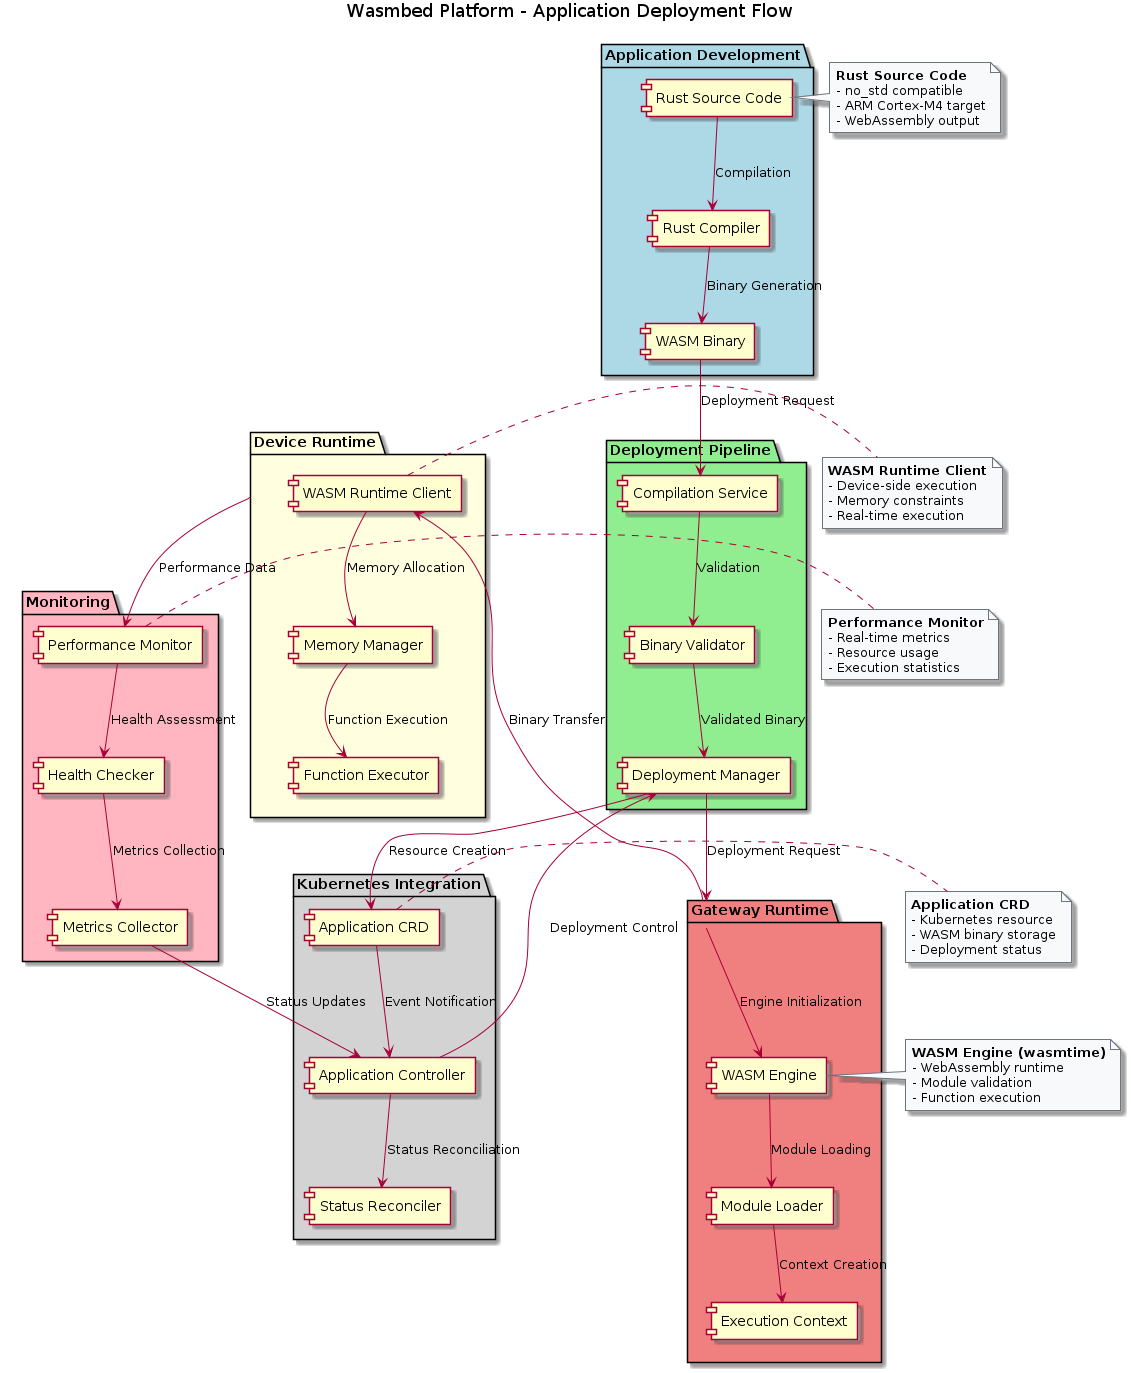 Wasmbed Platform - Application Deployment Flow
Application Development
Rust Source Code
Rust Source Code
- no_std compatible
- ARM Cortex-M4 target
- WebAssembly output
Compilation
Rust Compiler
Binary Generation
WASM Binary
Deployment Request
Device Runtime
WASM Runtime Client
Deployment Pipeline
Compilation Service
WASM Runtime Client
- Device-side execution
- Memory constraints
- Real-time execution
Performance Data
Memory Allocation
Validation
Monitoring
Performance Monitor
Memory Manager
Binary Validator
Performance Monitor
- Real-time metrics
- Resource usage
- Execution statistics
Health Assessment
Function Execution
Binary Transfer
Validated Binary
Health Checker
Function Executor
Deployment Manager
Metrics Collection
Resource Creation
Deployment Request
Kubernetes Integration
Metrics Collector
Application CRD
Deployment Control
Gateway Runtime
Application CRD
- Kubernetes resource
- WASM binary storage
- Deployment status
Status Updates
Event Notification
Engine Initialization
Application Controller
WASM Engine
WASM Engine (wasmtime)
- WebAssembly runtime
- Module validation
- Function execution
Status Reconciliation
Module Loading
Status Reconciler
Module Loader
Context Creation
Execution Context